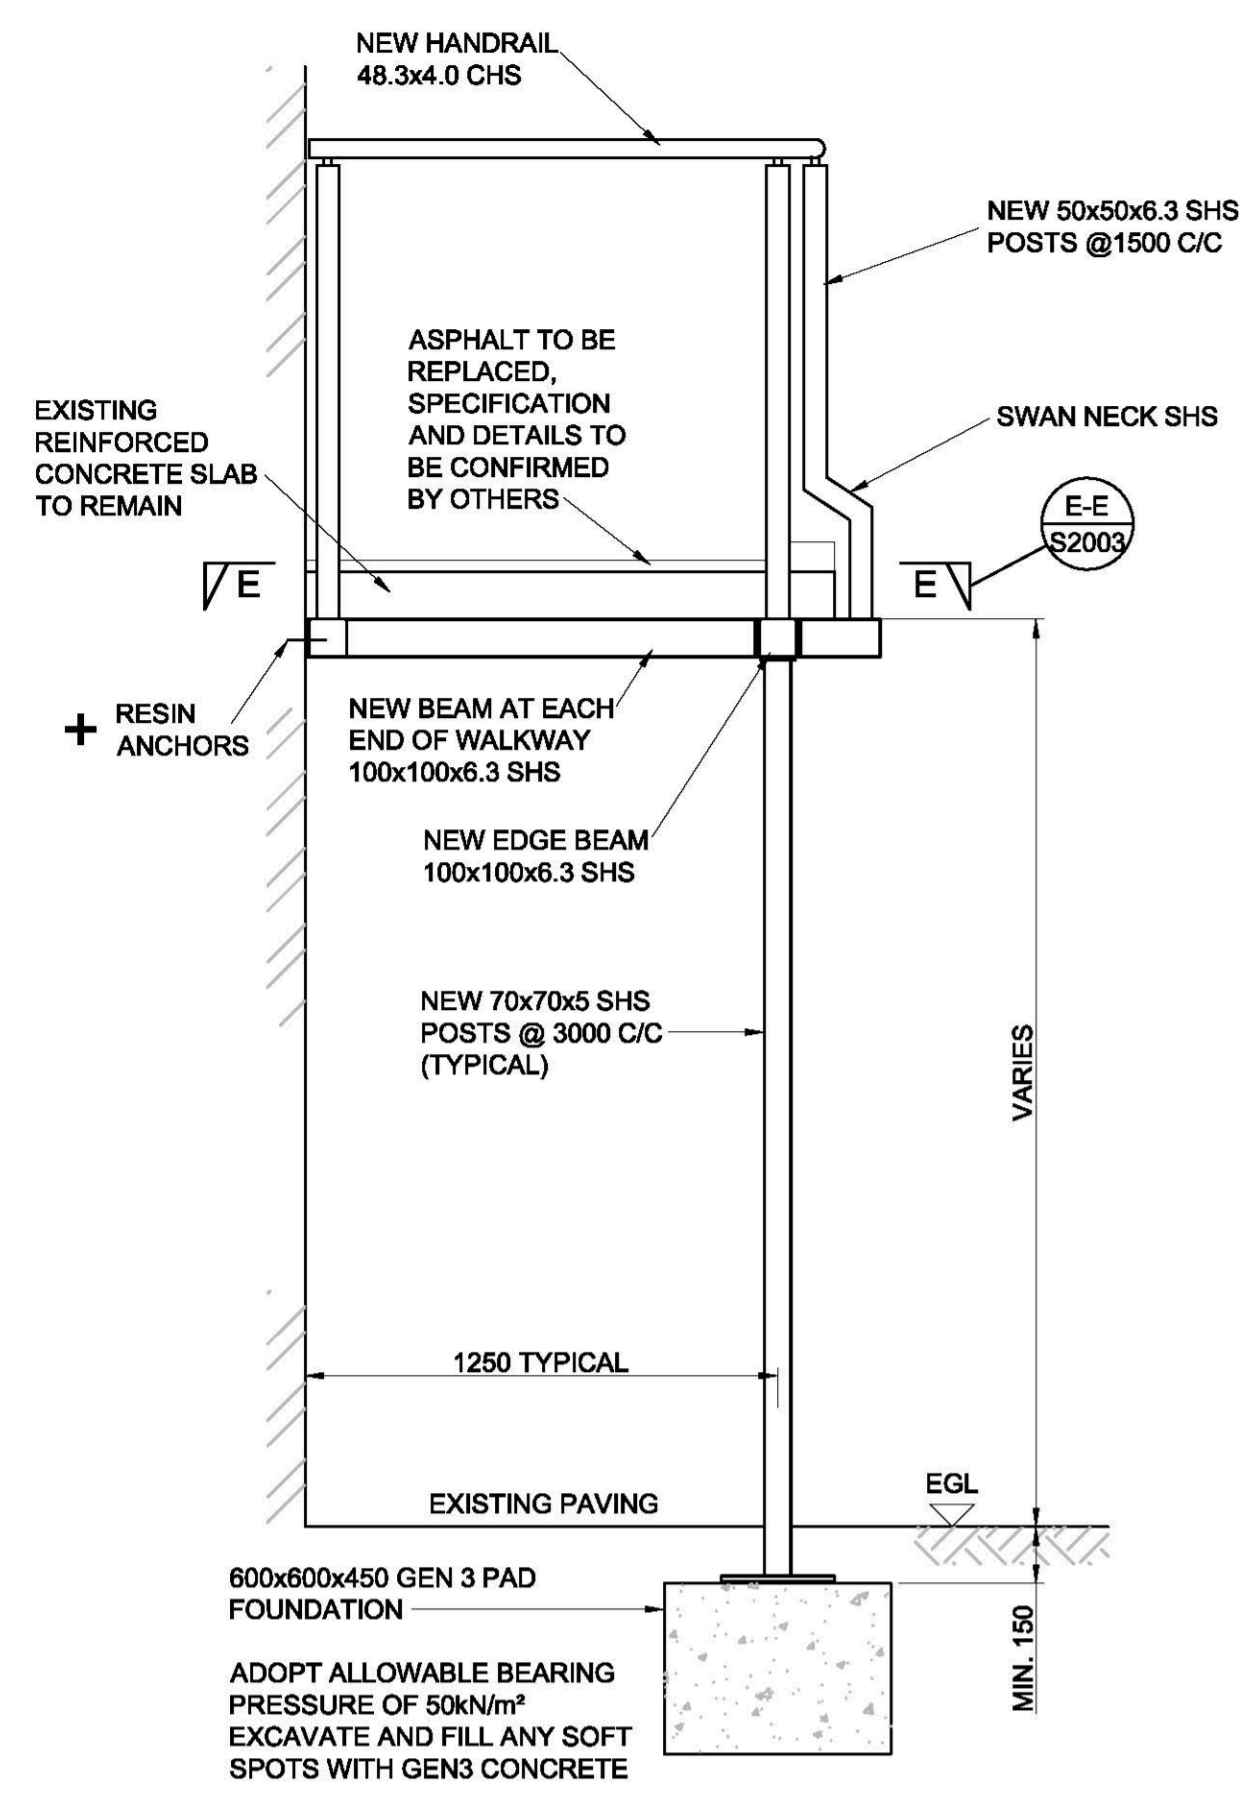 NEW HANDRAIL
48.3x4.0 CHS
NEW 50x50x6.3 SHS
POSTS @1500 C/C
ASPHALT TO BE
REPLACED,
SPECIFICATION
AND DETAILS TO
BE CONFIRMED
BY OTHERS
EXISTING
REINFORCED
CONCRETE SLAB
TO REMAIN
SWAN NECK SHS
E-E
S2003
E
E
RESIN
ANCHORS
NEW BEAM AT EACH
END OF WALKWAY
100x100x6.3 SHS
NEW EDGE BEAM
100x100x6.3 SHS
NEW 70x70x5 SHS
POSTS @ 3000 C/C
(TYPICAL)
VARIES
1250 TYPICAL
EGL
EXISTING PAVING
600x600x450 GEN 3 PAD
FOUNDATION
MIN. 150
ADOPT ALLOWABLE BEARING
PRESSURE OF 50kN/m²
EXCAVATE AND FILL ANY SOFT
SPOTS WITH GEN3 CONCRETE